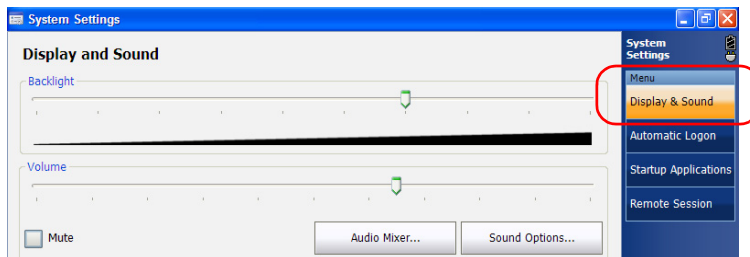 System Settings
Display and Sound
Backlight
Volume
Mute
Audio Mixer...
Sound Options...
System
Settings
Menu
Display & Sound
Automatic Logon
Startup Applications
Remote Session